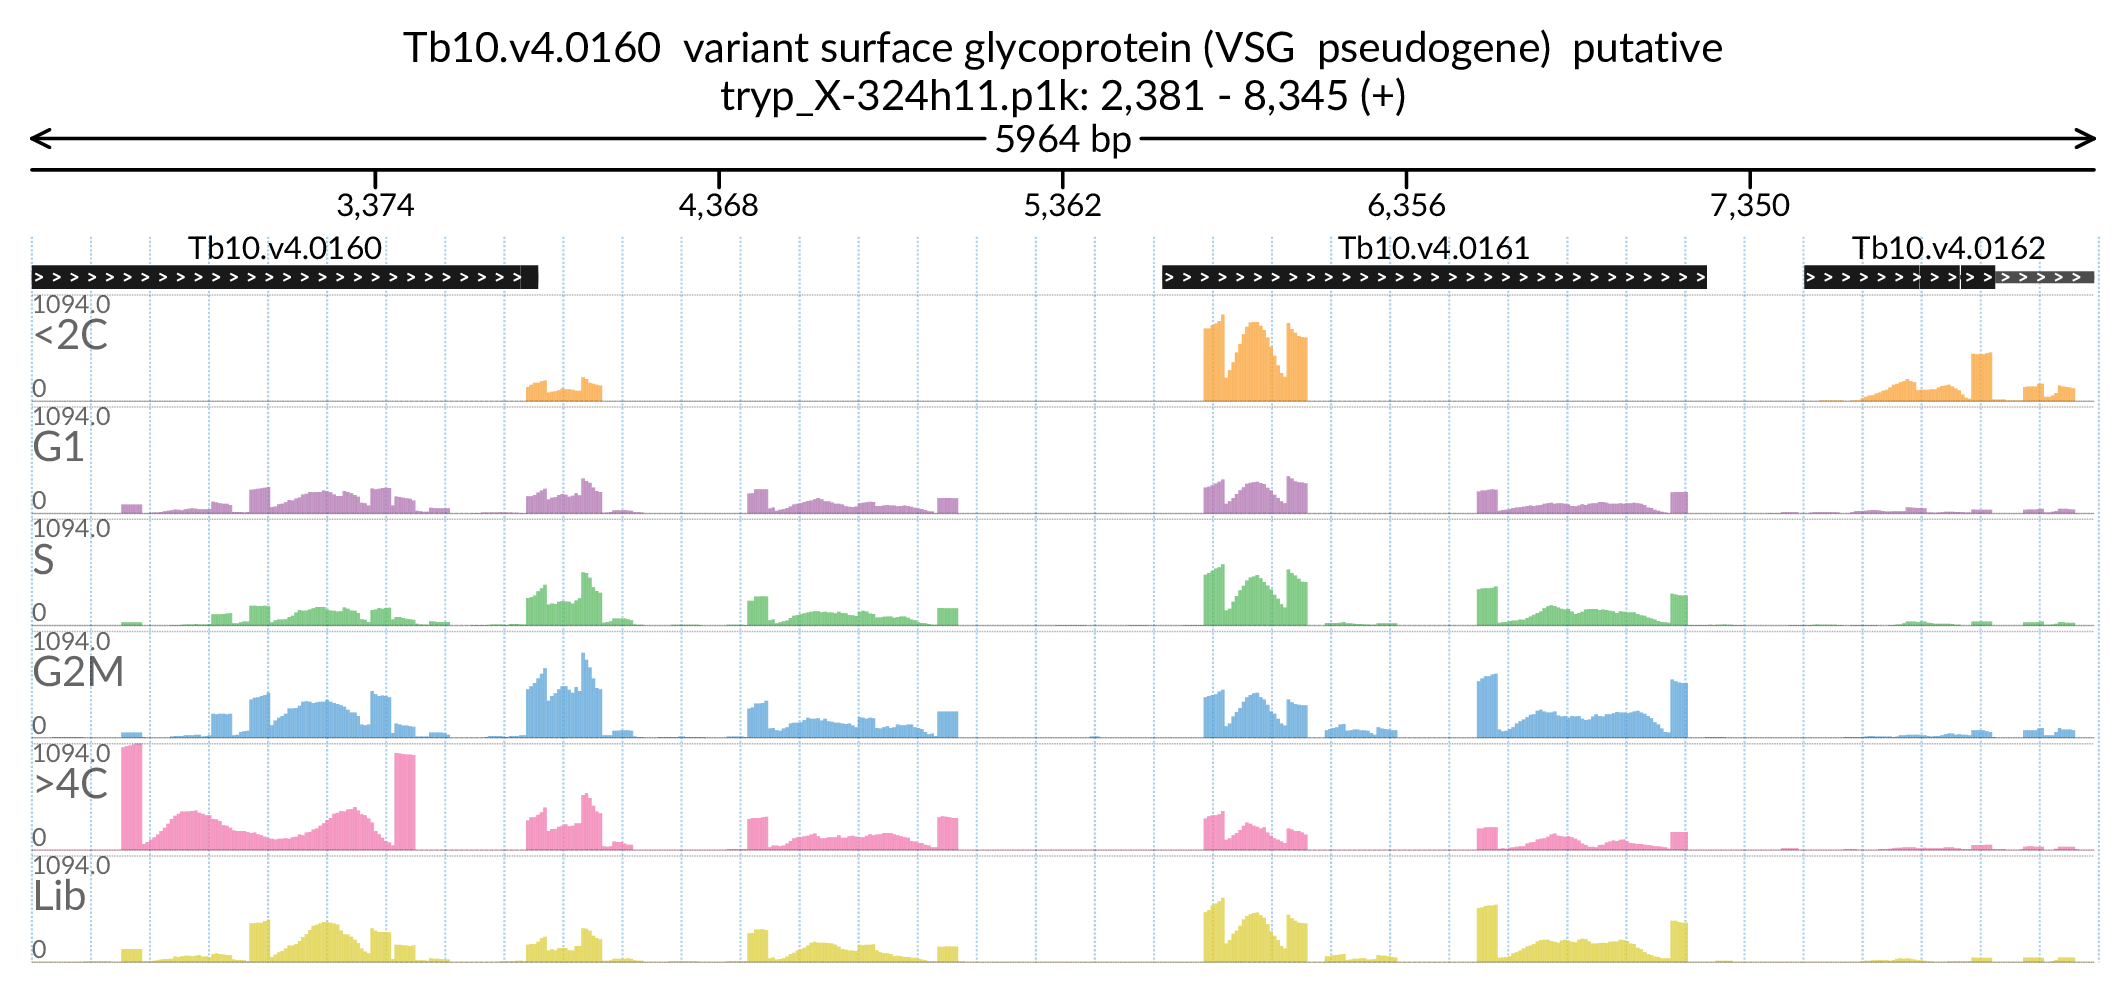 Tb10.v4.0160 variant surface glycoprotein (VSG pseudogene) putative
tryp_X-324h11.p1k: 2,381 - 8,345 (+)
5964 bp
3,374 4,368 5,362 6,356 7,350
Tb10.v4.0160 Tb10.v4.0161 Tb10.v4.0162
1094.0
<2C
0
1094.0
G1
0
1094.0
S
0
1094.0
G2M
0
1094.0
>4C
0
1094.0
Lib
0